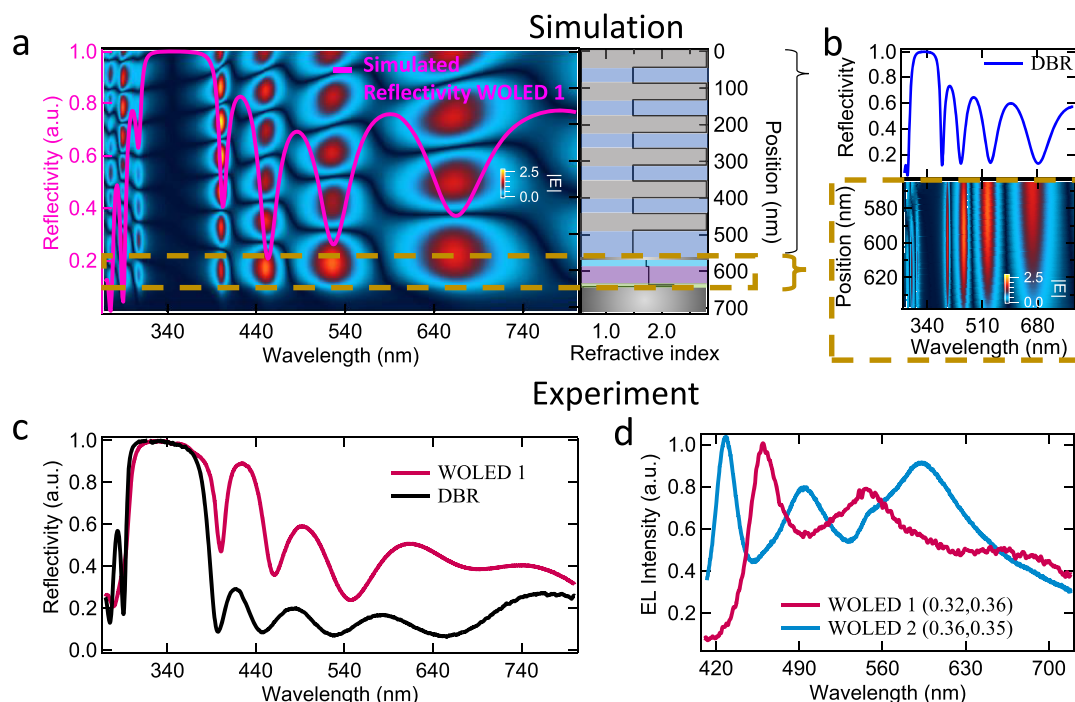 Simulation
a
Reflectivity (a.u.)
1.0
0.8
0.6
0.4
0.2
Simulated
Reflectivity WOLED 1
2.5
0.0
|E|
340 440 540 640 740
Wavelength (nm)
0
100
200
300
400
500
600
700
Position (nm)
1.0 2.0
Refractive index
b
Reflectivity
1.0
0.8
0.6
0.4
0.2
DBR
Position (nm)
580
600
620
2.5
0.0
|E|
340 510 680
Wavelength (nm)
Experiment
c
Reflectivity (a.u.)
1.0
0.8
0.6
0.4
0.2
0.0
WOLED 1
DBR
340 440 540 640 740
Wavelength (nm)
d
EL Intensity (a.u.)
1.0
0.8
0.6
0.4
0.2
WOLED 1 (0.32,0.36)
WOLED 2 (0.36,0.35)
420 490 560 630 700
Wavelength (nm)